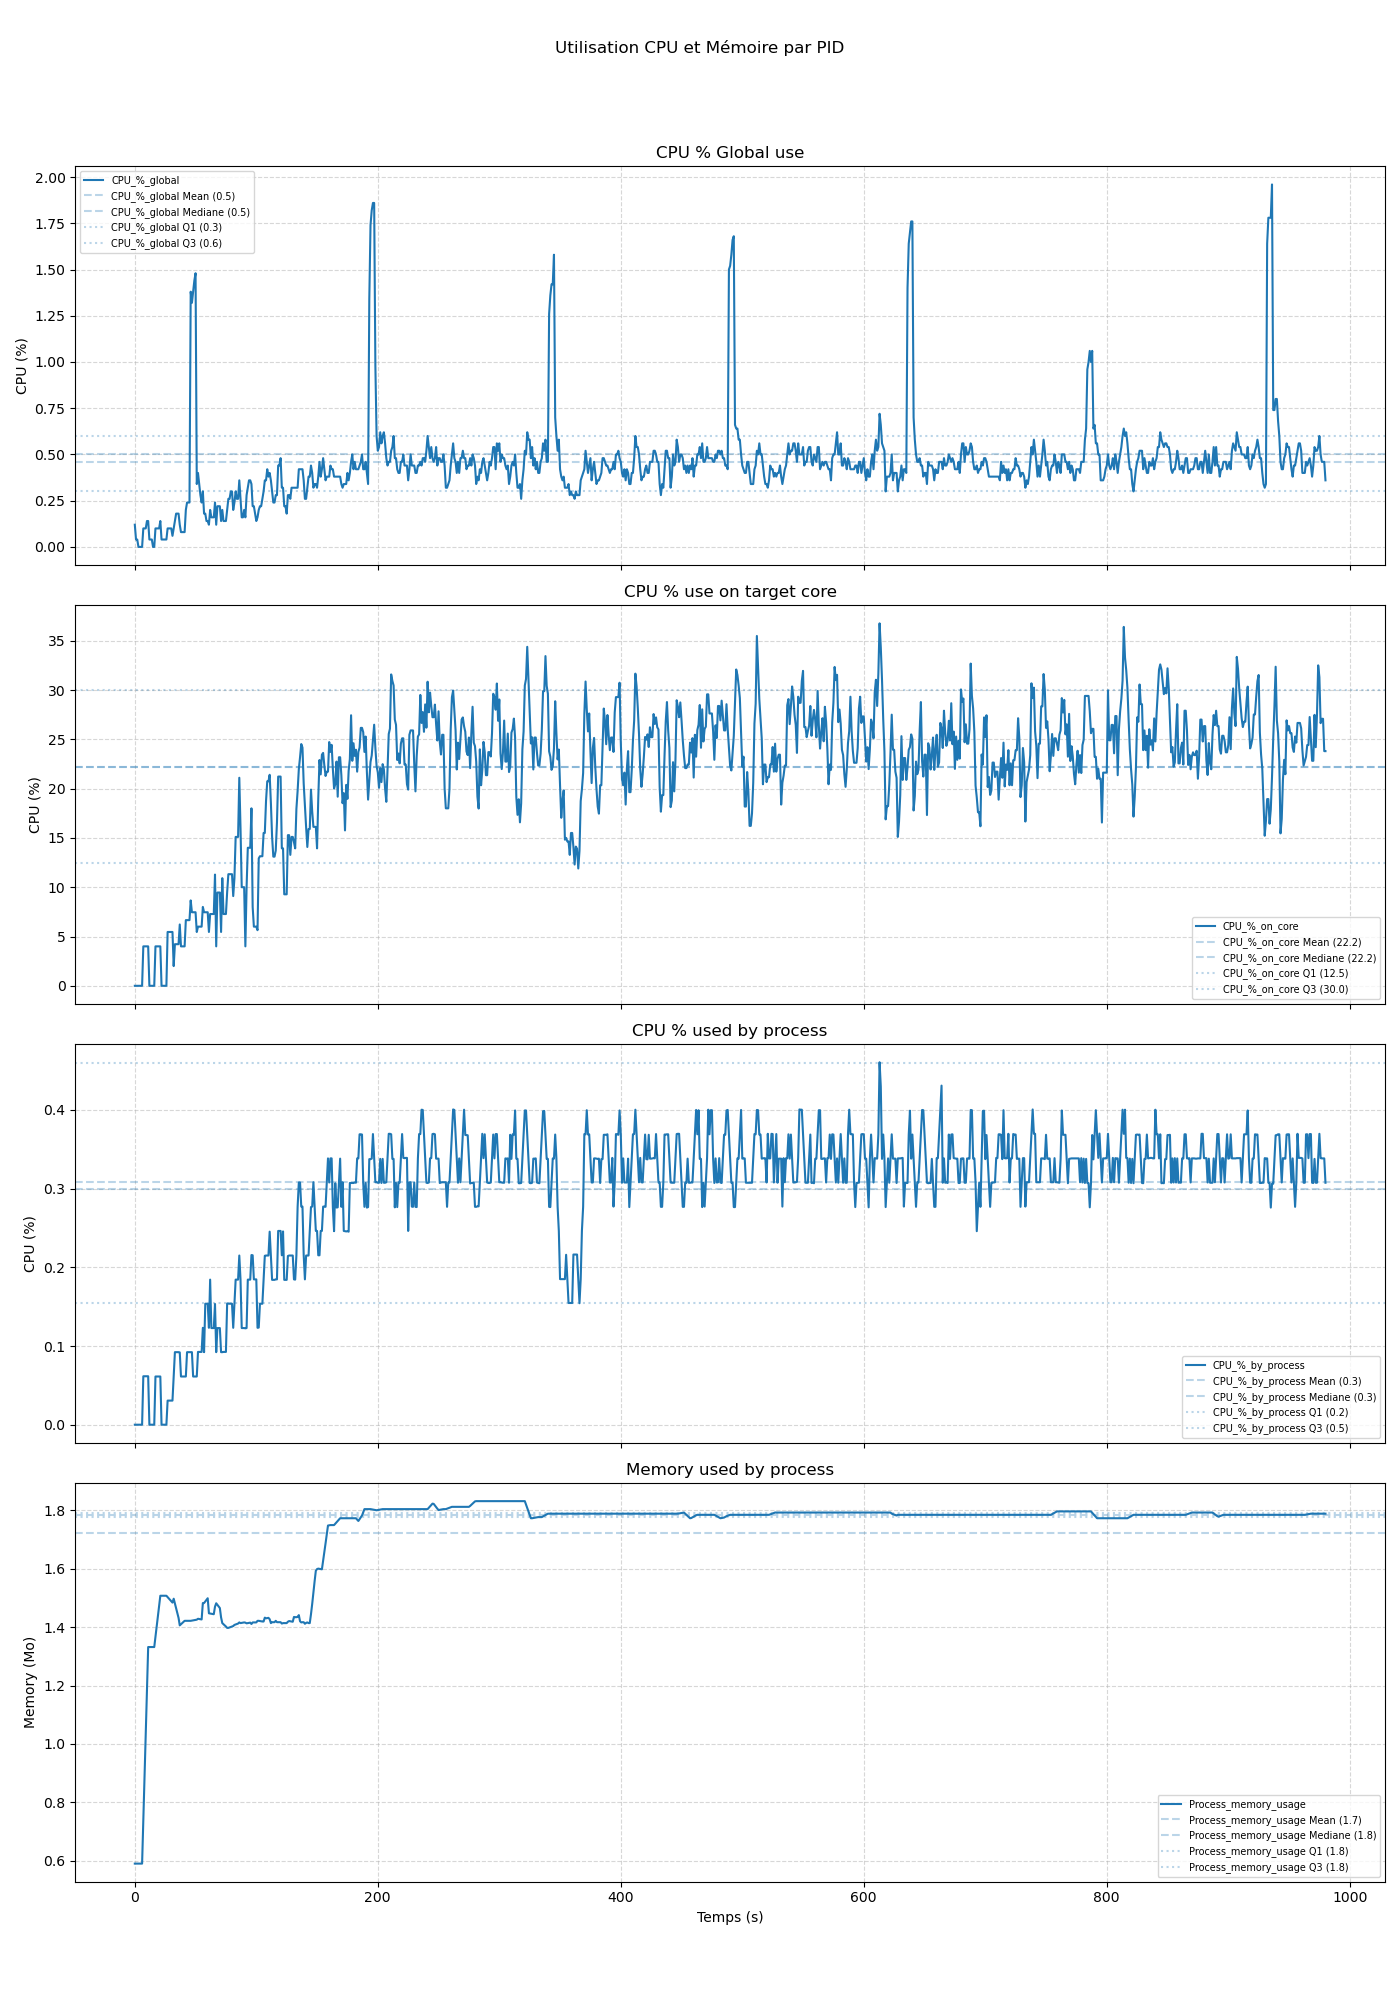 Utilisation CPU et Mémoire par PID
CPU % Global use
CPU (%)
2.00
1.75
1.50
1.25
1.00
0.75
0.50
0.25
0.00
CPU_%_global
CPU_%_global Mean (0.5)
CPU_%_global Mediane (0.5)
CPU_%_global Q1 (0.3)
CPU_%_global Q3 (0.6)
CPU % use on target core
CPU (%)
35
30
25
20
15
10
5
0
CPU_%_on_core
CPU_%_on_core Mean (22.2)
CPU_%_on_core Mediane (22.2)
CPU_%_on_core Q1 (12.5)
CPU_%_on_core Q3 (30.0)
CPU % used by process
CPU (%)
0.4
0.3
0.2
0.1
0.0
CPU_%_by_process
CPU_%_by_process Mean (0.3)
CPU_%_by_process Mediane (0.3)
CPU_%_by_process Q1 (0.2)
CPU_%_by_process Q3 (0.5)
Memory used by process
Memory (Mo)
1.8
1.6
1.4
1.2
1.0
0.8
0.6
Process_memory_usage
Process_memory_usage Mean (1.7)
Process_memory_usage Mediane (1.8)
Process_memory_usage Q1 (1.8)
Process_memory_usage Q3 (1.8)
0 200 400 600 800 1000
Temps (s)